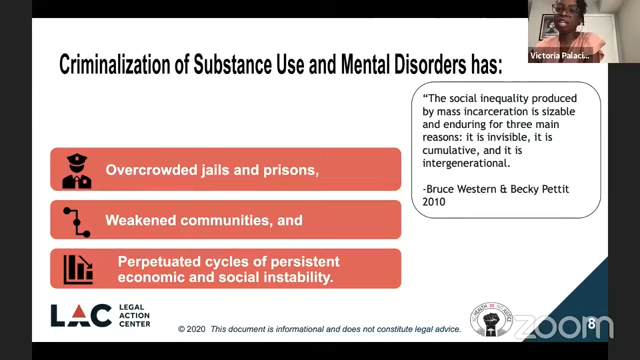 Victoria Palaci...
Criminalization of Substance Use and Mental Disorders has:
“The social inequality produced
by mass incarceration is sizable
and enduring for three main
reasons: it is invisible, it is
cumulative, and it is
intergenerational.
-Bruce Western & Becky Pettit
2010
Overcrowded jails and prisons,
Weakened communities, and
Perpetuated cycles of persistent
economic and social instability.
LAC
LEGAL
ACTION
CENTER
© 2020 This document is informational and does not constitute legal advice.
8
zoom